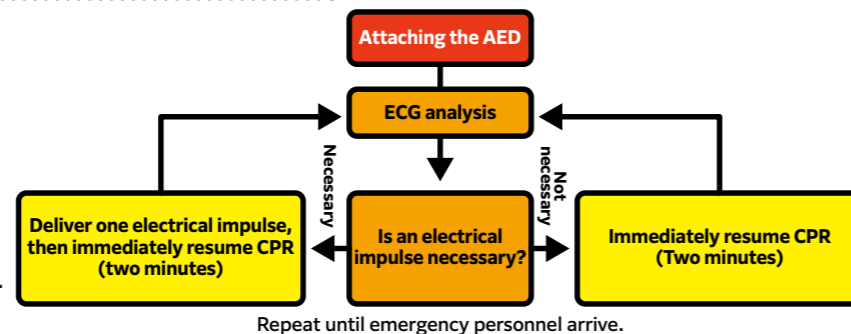 Attaching the AED
ECG analysis
Necessary
Not
necessary
Deliver one electrical impulse,
then immediately resume CPR
(two minutes)
Is an electrical
impulse necessary?
Immediately resume CPR
(Two minutes)
.
Repeat until emergency personnel arrive.